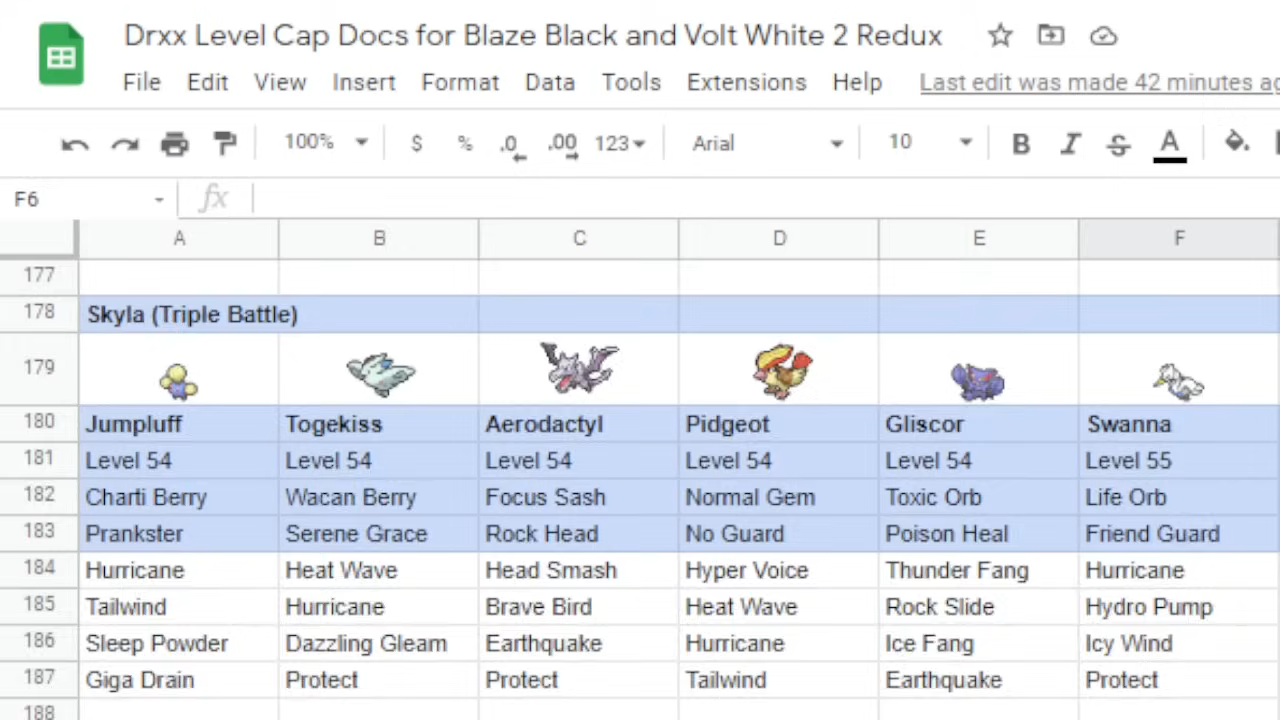 Drxx Level Cap Docs for Blaze Black and Volt White 2 Redux
File Edit View Insert Format Data Tools Extensions Help Last edit was made 42 minutes ag
100% $ % .0 .00 123 Arial 10 B I S A
F6 fx
A B C D E F
177
178 Skyla (Triple Battle)
179
180 Jumpluff Togekiss Aerodactyl Pidgeot Gliscor Swanna
181 Level 54 Level 54 Level 54 Level 54 Level 54 Level 55
182 Charti Berry Wacan Berry Focus Sash Normal Gem Toxic Orb Life Orb
183 Prankster Serene Grace Rock Head No Guard Poison Heal Friend Guard
184 Hurricane Heat Wave Head Smash Hyper Voice Thunder Fang Hurricane
185 Tailwind Hurricane Brave Bird Heat Wave Rock Slide Hydro Pump
186 Sleep Powder Dazzling Gleam Earthquake Hurricane Ice Fang Icy Wind
187 Giga Drain Protect Protect Tailwind Earthquake Protect
188